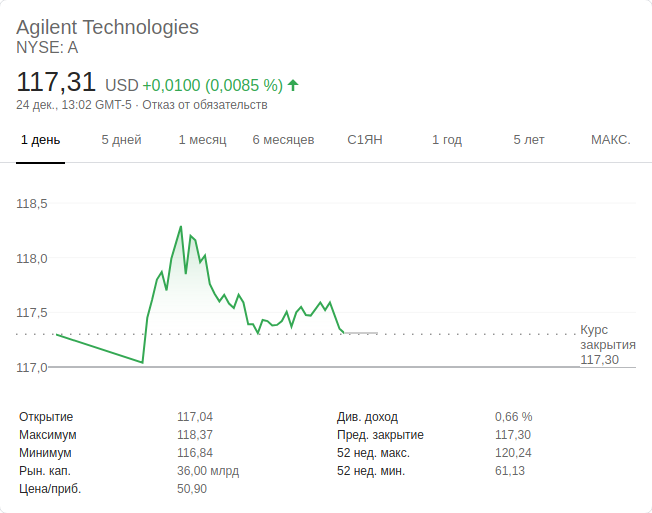 Agilent Technologies
NYSE: A
117,31 USD +0,0100 (0,0085 %)
24 дек., 13:02 GMT-5 · Отказ от обязательств
1 день 5 дней 1 месяц 6 месяцев С1ЯН 1 год 5 лет МАКС.
118,5
118,0
117,5
117,0
Курс
закрытия
117,30
Открытие 117,04 Див. доход 0,66 %
Максимум 118,37 Пред. закрытие 117,30
Минимум 116,84 52 нед. макс. 120,24
Рын. кап. 36,00 млрд 52 нед. мин. 61,13
Цена/приб. 50,90